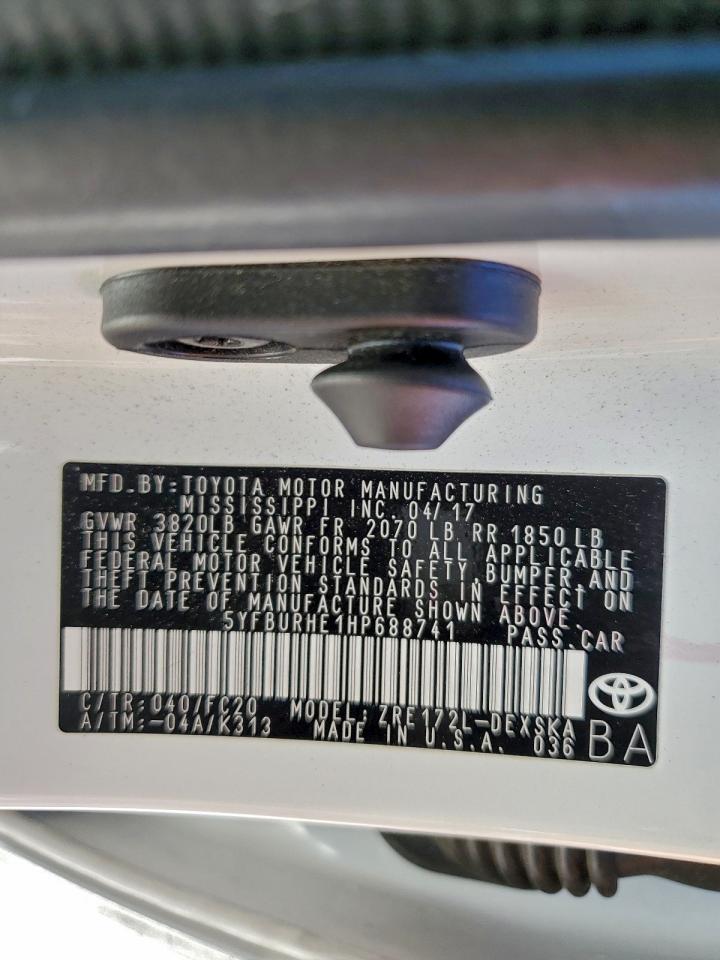 MFD.BY:TOYOTA MOTOR MANUFACTURING
MISSISSIPPI INC. 04/17
GVWR 3820LB GAWR FR 2070 LB RR 1850 LB
THIS VEHICLE CONFORMS TO ALL APPLICABLE
FEDERAL MOTOR VEHICLE SAFETY,BUMPER,AND
THEFT PREVENTION STANDARDS IN EFFECT ON
THE DATE OF MANUFACTURE SHOWN ABOVE.
5YFBURHE1HP688741 PASS.CAR
C/TR:040/FC20 MODEL: ZRE172L-DEXSKA
A/TM:-04A/K313 MADE IN U.S.A. 036 BA